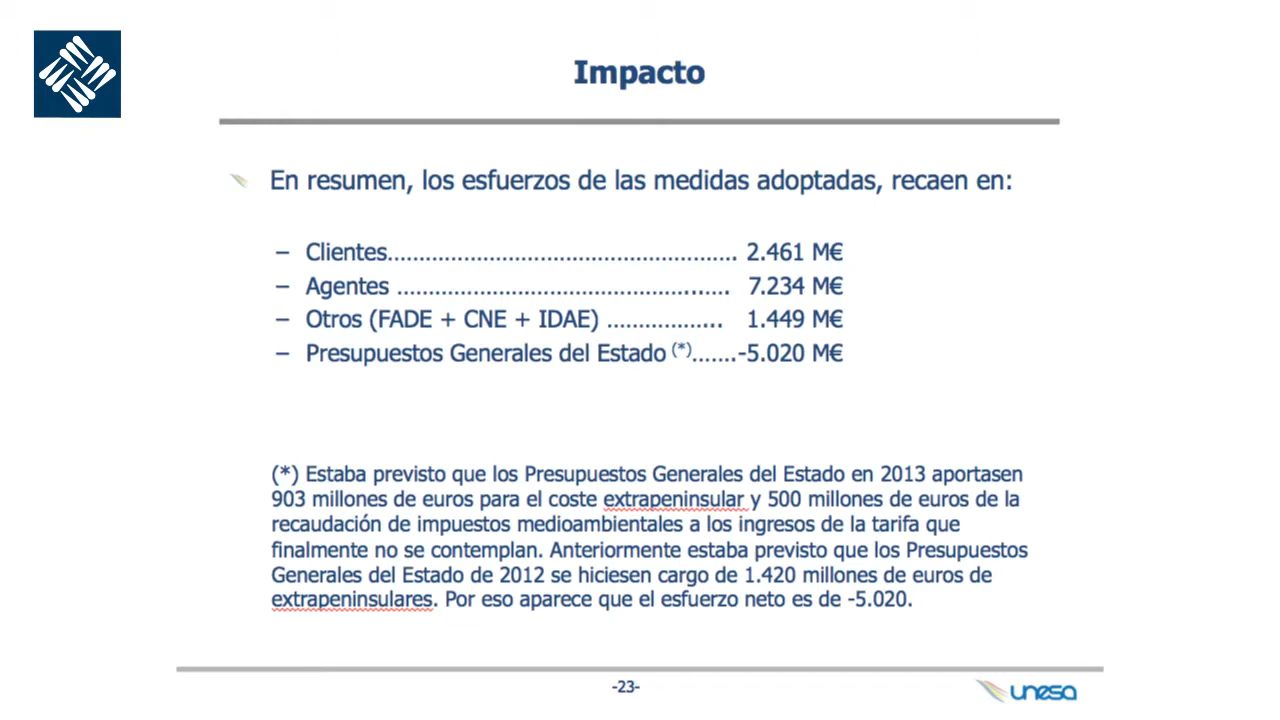 Impacto
En resumen, los esfuerzos de las medidas adoptadas, recaen en:
– Clientes....................................................... 2.461 M€
– Agentes .................................................... 7.234 M€
– Otros (FADE + CNE + IDAE) .................. 1.449 M€
– Presupuestos Generales del Estado (*).......-5.020 M€
(*) Estaba previsto que los Presupuestos Generales del Estado en 2013 aportasen
903 millones de euros para el coste extrapeninsular y 500 millones de euros de la
recaudación de impuestos medioambientales a los ingresos de la tarifa que
finalmente no se contemplan. Anteriormente estaba previsto que los Presupuestos
Generales del Estado de 2012 se hiciesen cargo de 1.420 millones de euros de
extrapeninsulares. Por eso aparece que el esfuerzo neto es de -5.020.
-23-
unesa